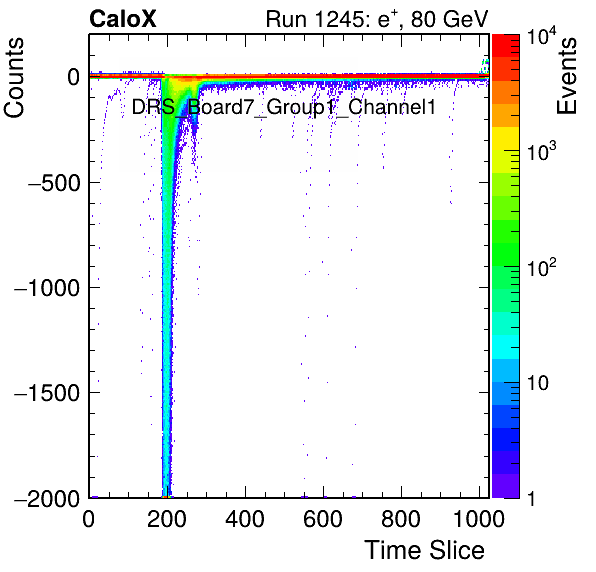 CaloX Run 1245: e+, 80 GeV
Counts
Events
DRS_Board7_Group1_Channel1
0
−500
−1000
−1500
−2000
0 200 400 600 800 1000
Time Slice
10^4
10^3
10^2
10
1